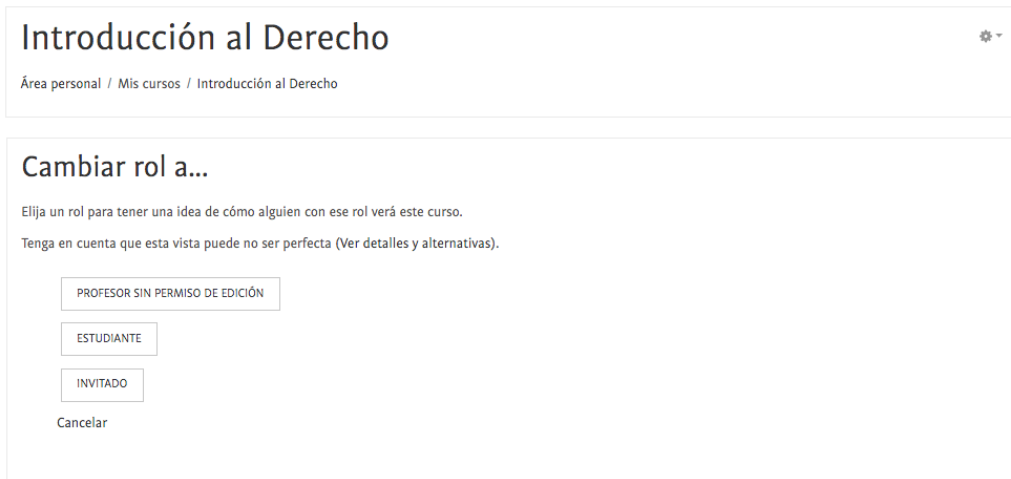 Introducción al Derecho
Área personal / Mis cursos / Introducción al Derecho
Cambiar rol a...
Elija un rol para tener una idea de cómo alguien con ese rol verá este curso.
Tenga en cuenta que esta vista puede no ser perfecta (Ver detalles y alternativas).
PROFESOR SIN PERMISO DE EDICIÓN
ESTUDIANTE
INVITADO
Cancelar